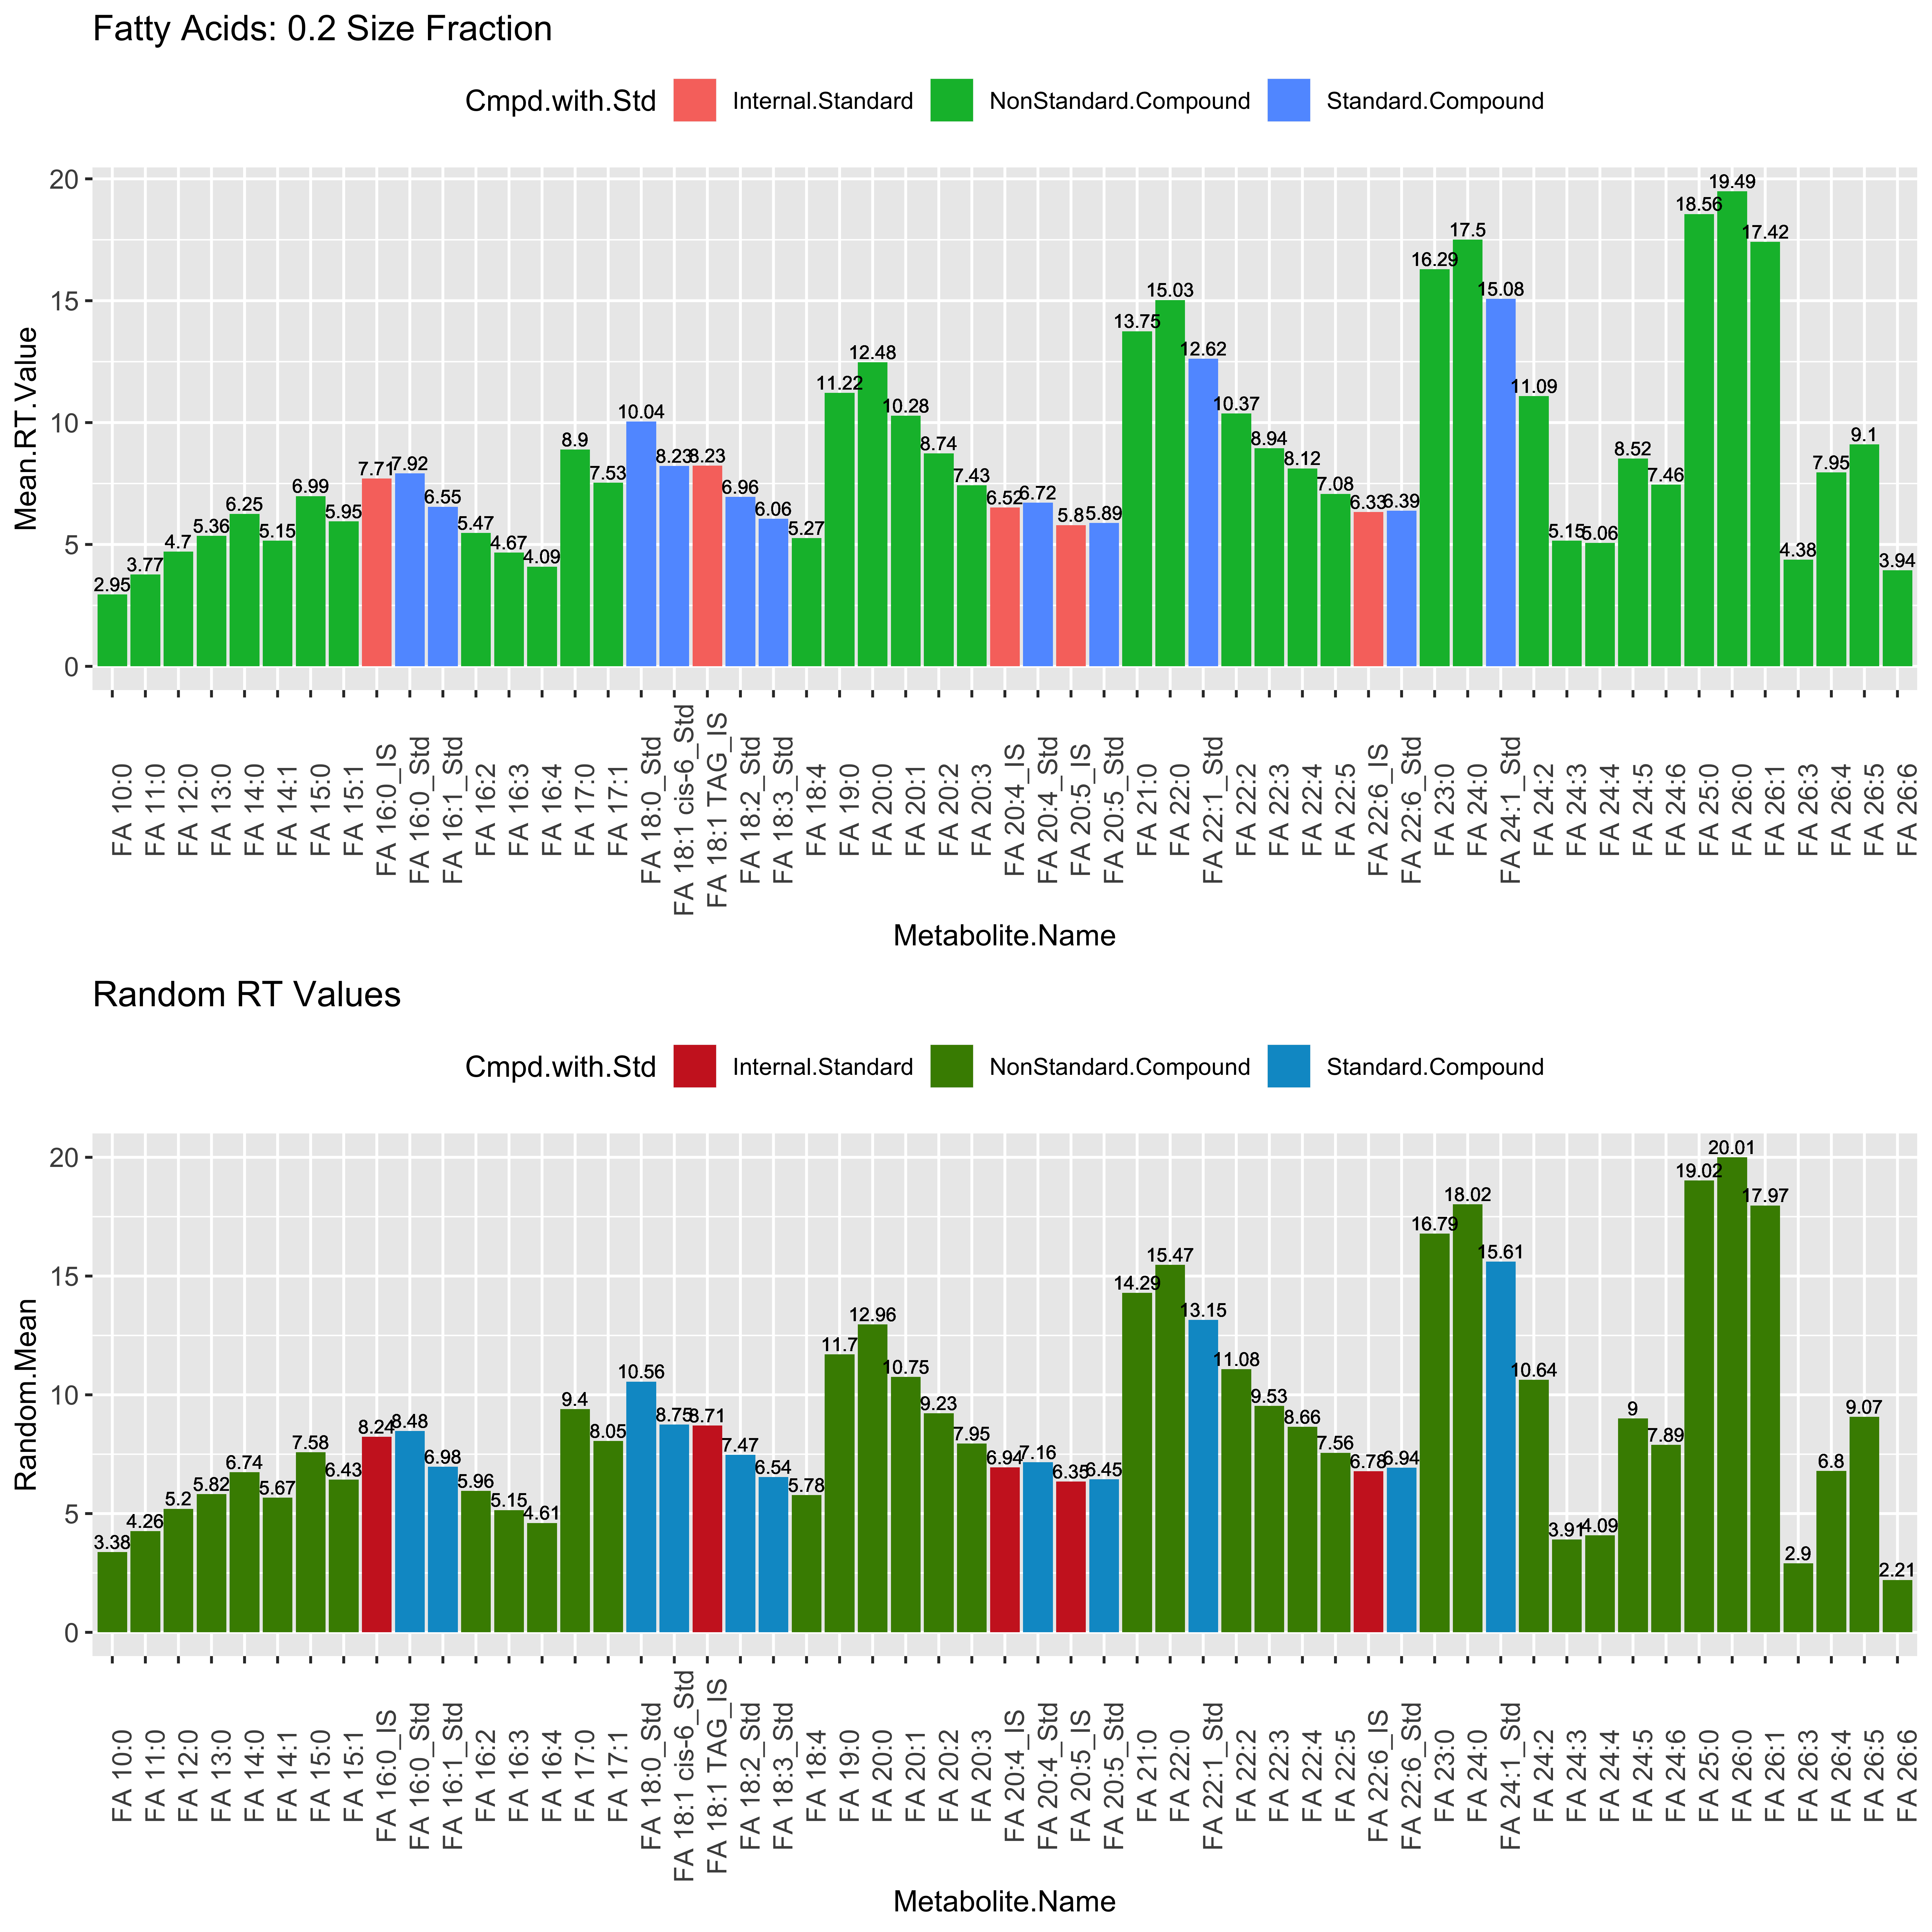 Fatty Acids: 0.2 Size Fraction
Cmpd.with.Std Internal.Standard NonStandard.Compound Standard.Compound
Mean.RT.Value
20
15
10
5
0
2.95 3.77 4.7 5.36 6.25 5.15 6.99 5.95 7.71 7.92 6.55 5.47 4.67 4.09 8.9 7.53 10.04 8.23 8.23 6.96 6.06 5.27 11.22 12.48 10.28 8.74 7.43 6.52 6.72 5.8 5.89 13.75 15.03 12.62 10.37 8.94 8.12 7.08 6.33 6.39 16.29 17.5 15.08 11.09 5.15 5.06 8.52 7.46 18.56 19.49 17.42 4.38 7.95 9.1 3.94
FA 10:0
FA 11:0
FA 12:0
FA 13:0
FA 14:0
FA 14:1
FA 15:0
FA 15:1
FA 16:0_IS
FA 16:0_Std
FA 16:1_Std
FA 16:2
FA 16:3
FA 16:4
FA 17:0
FA 17:1
FA 18:0_Std
FA 18:1 cis-6_Std
FA 18:1 TAG_IS
FA 18:2_Std
FA 18:3_Std
FA 18:4
FA 19:0
FA 20:0
FA 20:1
FA 20:2
FA 20:3
FA 20:4_IS
FA 20:4_Std
FA 20:5_IS
FA 20:5_Std
FA 21:0
FA 22:0
FA 22:1_Std
FA 22:2
FA 22:3
FA 22:4
FA 22:5
FA 22:6_IS
FA 22:6_Std
FA 23:0
FA 24:0
FA 24:1_Std
FA 24:2
FA 24:3
FA 24:4
FA 24:5
FA 24:6
FA 25:0
FA 26:0
FA 26:1
FA 26:3
FA 26:4
FA 26:5
FA 26:6
Metabolite.Name
Random RT Values
Cmpd.with.Std Internal.Standard NonStandard.Compound Standard.Compound
Random.Mean
20
15
10
5
0
3.38 4.26 5.2 5.82 6.74 5.67 7.58 6.43 8.24 8.48 6.98 5.96 5.15 4.61 9.4 8.05 10.56 8.75 8.71 7.47 6.54 5.78 11.7 12.96 10.75 9.23 7.95 6.94 7.16 6.35 6.45 14.29 15.47 13.15 11.08 9.53 8.66 7.56 6.78 6.94 16.79 18.02 15.61 10.64 3.91 4.09 9 7.89 19.02 20.01 17.97 2.9 6.8 9.07 2.21
FA 10:0
FA 11:0
FA 12:0
FA 13:0
FA 14:0
FA 14:1
FA 15:0
FA 15:1
FA 16:0_IS
FA 16:0_Std
FA 16:1_Std
FA 16:2
FA 16:3
FA 16:4
FA 17:0
FA 17:1
FA 18:0_Std
FA 18:1 cis-6_Std
FA 18:1 TAG_IS
FA 18:2_Std
FA 18:3_Std
FA 18:4
FA 19:0
FA 20:0
FA 20:1
FA 20:2
FA 20:3
FA 20:4_IS
FA 20:4_Std
FA 20:5_IS
FA 20:5_Std
FA 21:0
FA 22:0
FA 22:1_Std
FA 22:2
FA 22:3
FA 22:4
FA 22:5
FA 22:6_IS
FA 22:6_Std
FA 23:0
FA 24:0
FA 24:1_Std
FA 24:2
FA 24:3
FA 24:4
FA 24:5
FA 24:6
FA 25:0
FA 26:0
FA 26:1
FA 26:3
FA 26:4
FA 26:5
FA 26:6
Metabolite.Name